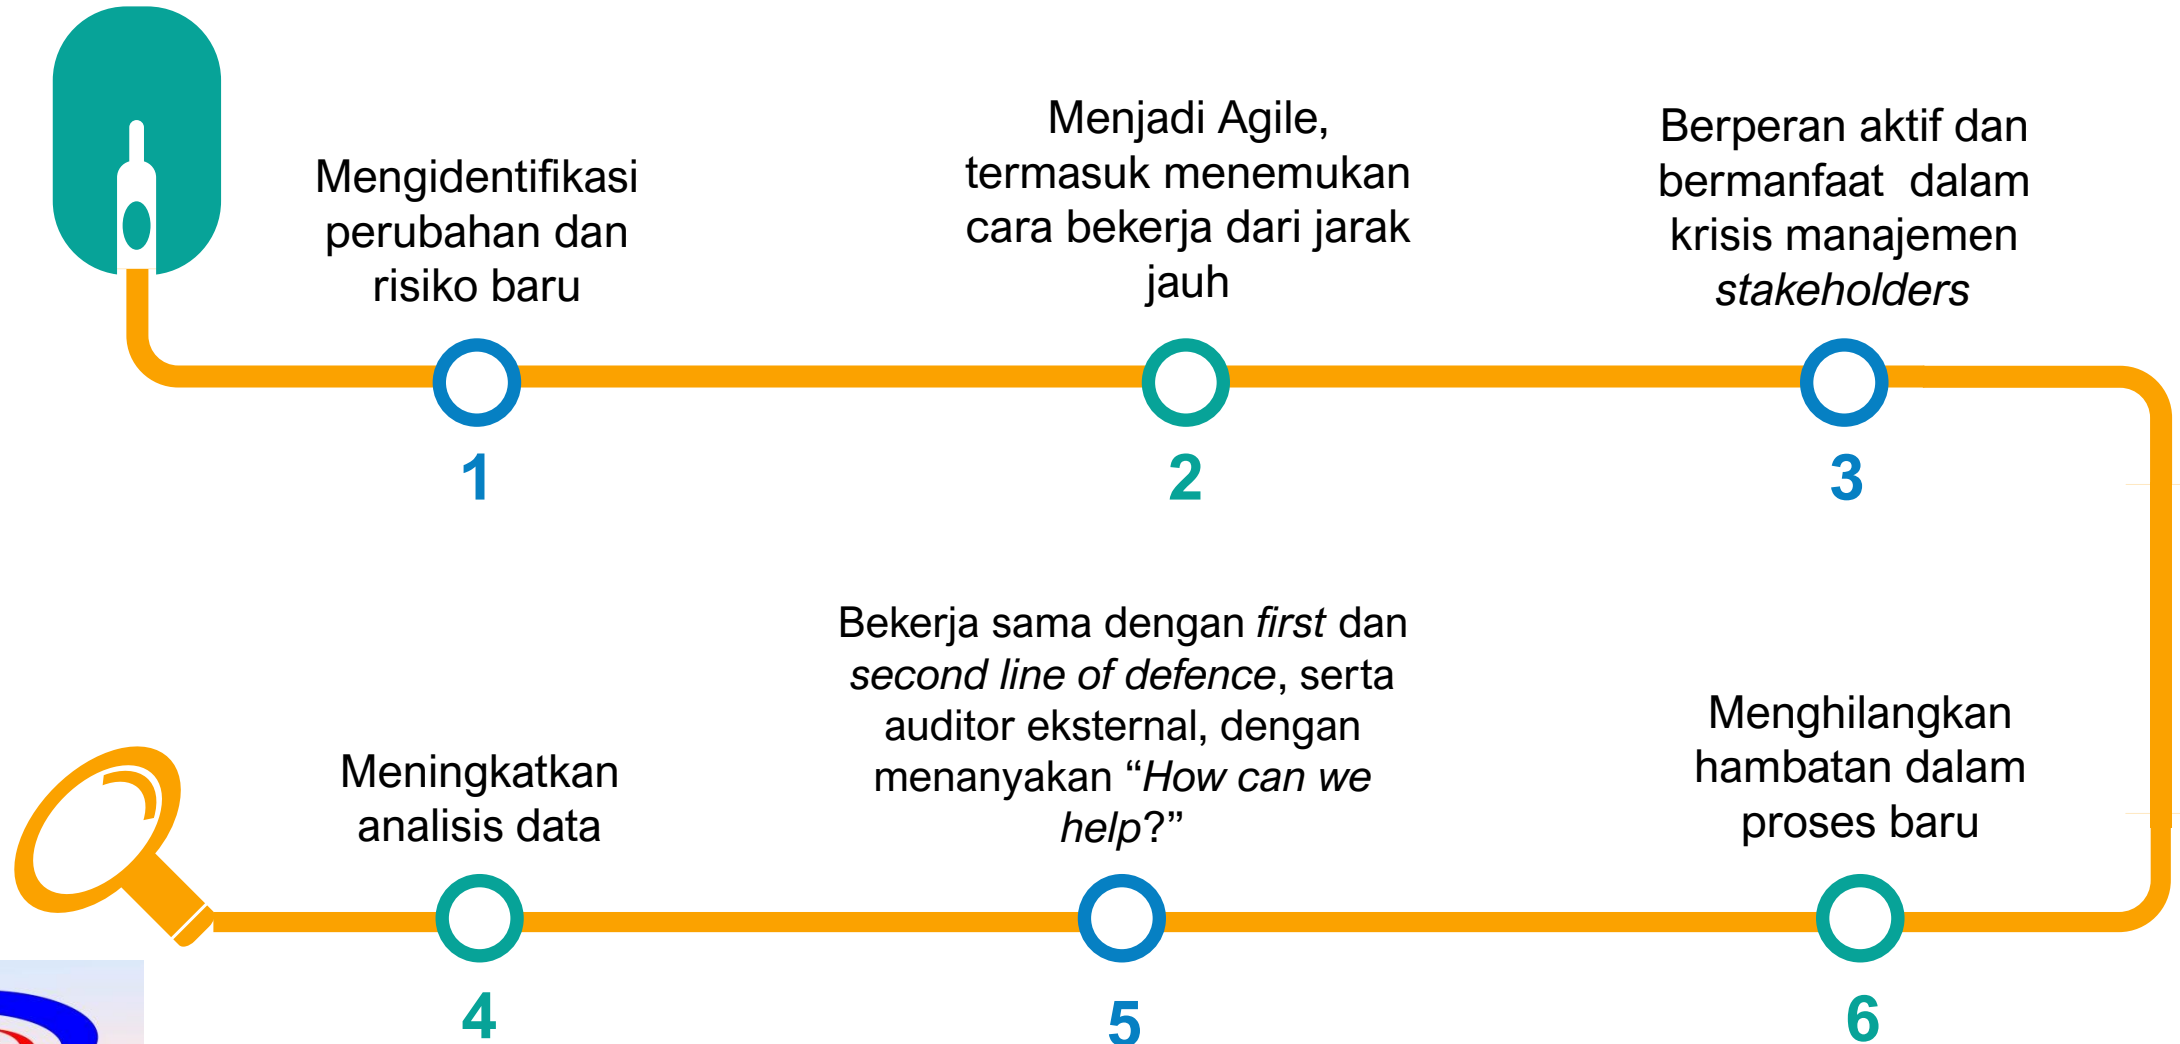 Mengidentifikasi
perubahan dan
risiko baru
1
Menjadi Agile,
termasuk menemukan
cara bekerja dari jarak
jauh
2
Berperan aktif dan
bermanfaat  dalam
krisis manajemen
stakeholders
3
Meningkatkan
analisis data
4
Bekerja sama dengan first dan
second line of defence, serta
auditor eksternal, dengan
menanyakan “How can we
help?”
5
Menghilangkan
hambatan dalam
proses baru
6